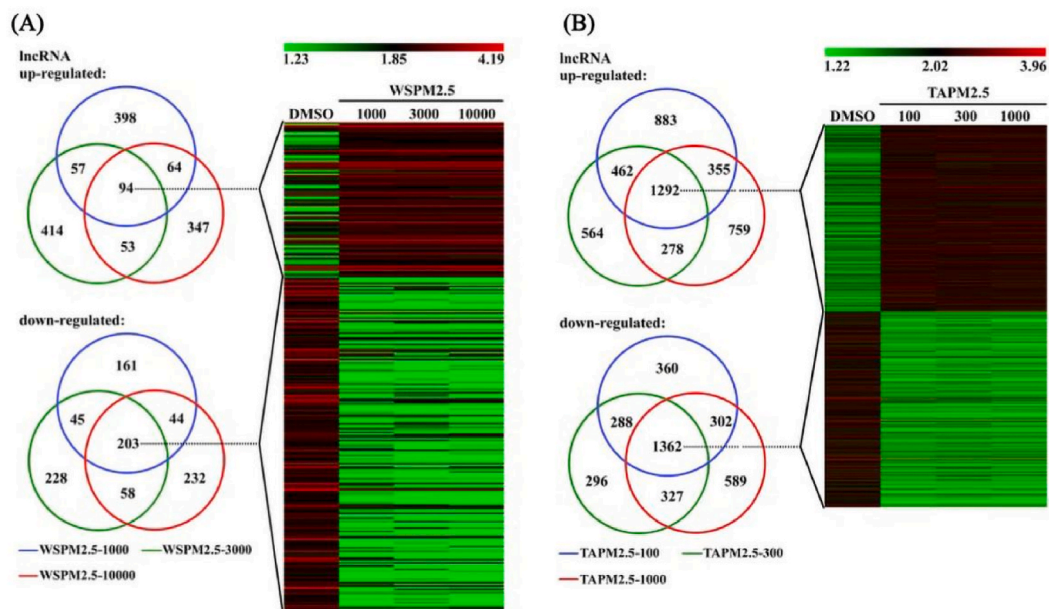 (A)
lncRNA
up-regulated:
398
57
64
94
414
347
53
down-regulated:
161
45
44
203
228
232
58
WSPM2.5-1000 WSPM2.5-3000
WSPM2.5-10000
1.23 1.85 4.19
WSPM2.5
DMSO 1000 3000 10000
(B)
lncRNA
up-regulated:
883
462 355
1292
564 759
278
down-regulated:
360
288 302
1362
296 589
327
TAPM2.5-100 TAPM2.5-300
TAPM2.5-1000
1.22 2.02 3.96
TAPM2.5
DMSO 100 300 1000